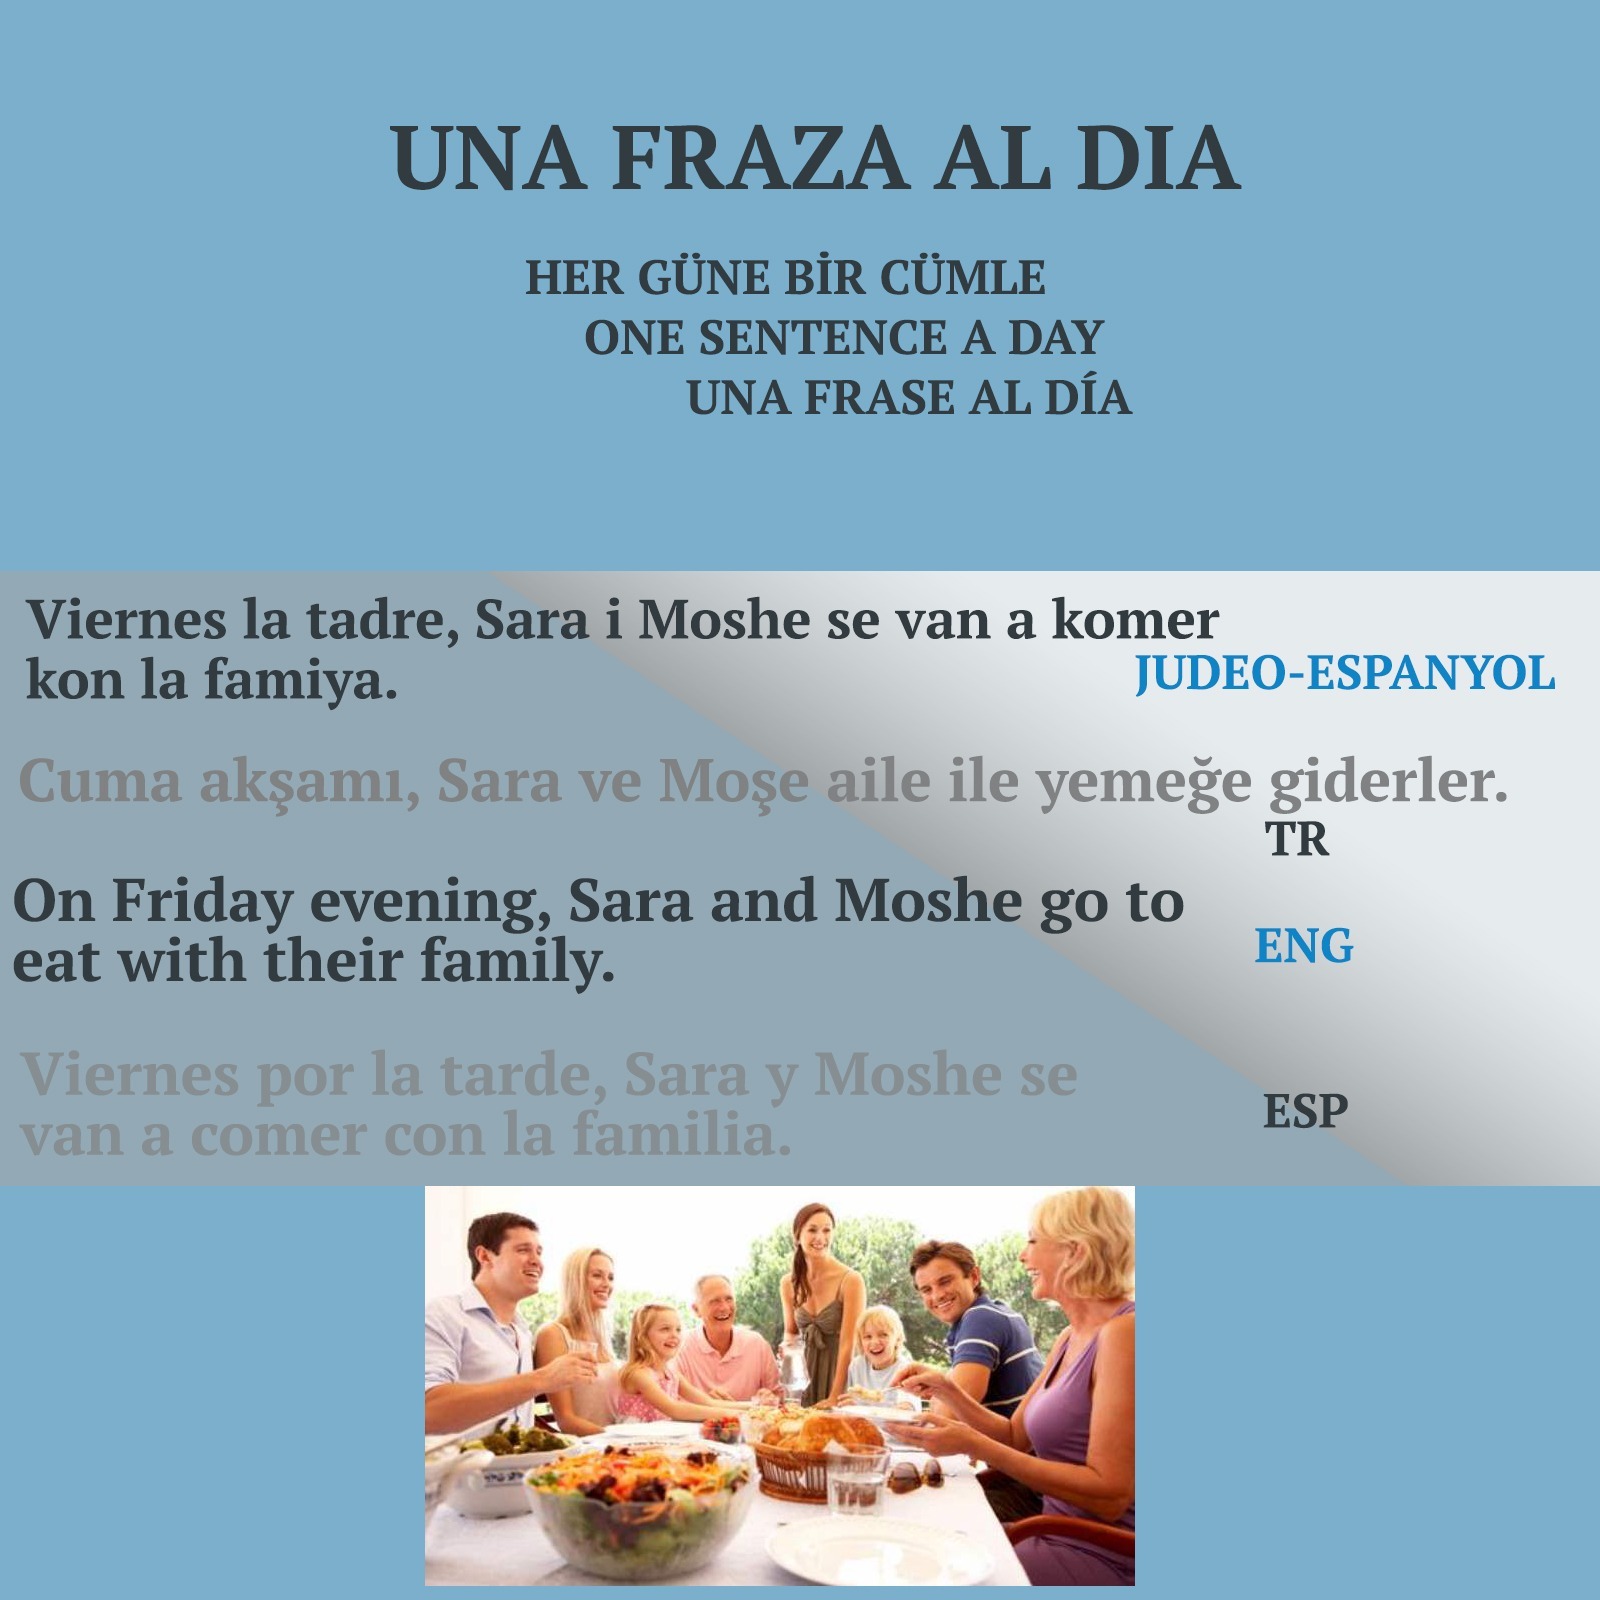 UNA FRAZA AL DIA
HER GÜNE BİR CÜMLE
ONE SENTENCE A DAY
UNA FRASE AL DÍA
Viernes la tadre, Sara i Moshe se van a komer
kon la famiya.
JUDEO-ESPANYOL
Cuma akşamı, Sara ve Moşe aile ile yemeğe giderler.
TR
On Friday evening, Sara and Moshe go to
eat with their family.
ENG
Viernes por la tarde, Sara y Moshe se
van a comer con la familia.
ESP